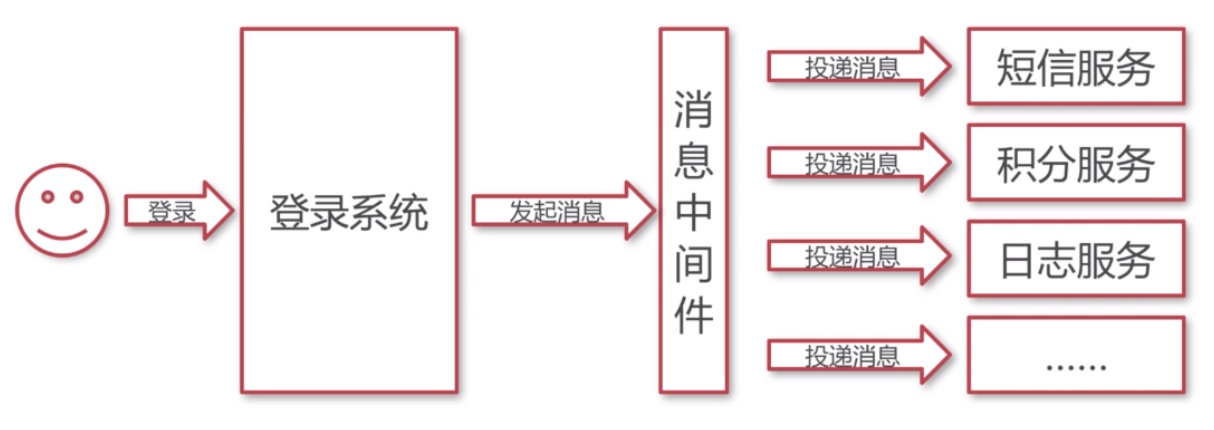 登录
登录系统
发起消息
消息中间件
投递消息
短信服务
投递消息
积分服务
投递消息
日志服务
投递消息
......